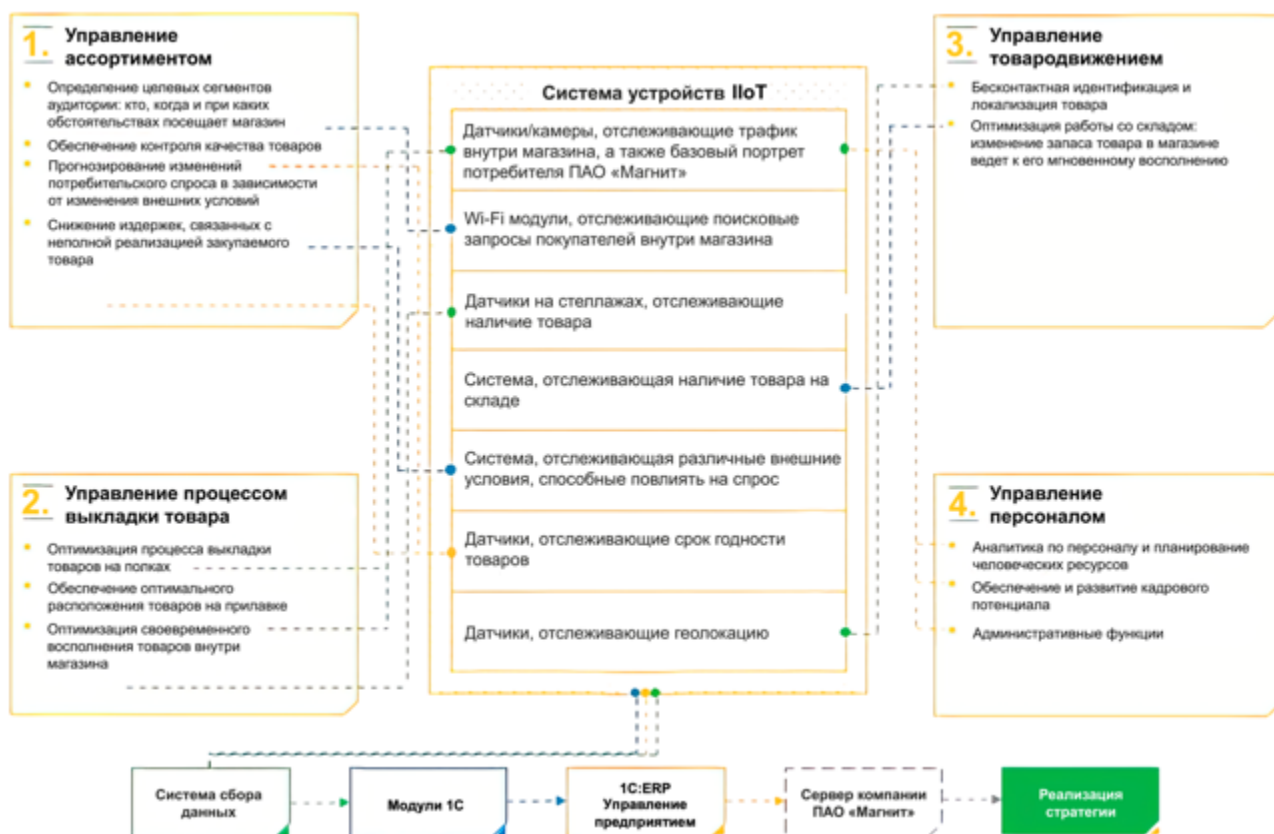 1.
Управление
ассортиментом
Определение целевых сегментов
аудитории: кто, когда и при каких
обстоятельствах посещает магазин
Обеспечение контроля качества товаров
Прогнозирование изменений
потребительского спроса в зависимости
от изменения внешних условий
Снижение издержек, связанных с
неполной реализацией закупаемого
товара
2.
Управление процессом
выкладки товара
Оптимизация процесса выкладки
товаров на полках
Обеспечение оптимального
расположения товаров на прилавке
Оптимизация своевременного
восполнения товаров внутри
магазина
Система устройств IIoT
Датчики/камеры, отслеживающие трафик
внутри магазина, а также базовый портрет
потребителя ПАО «Магнит»
Wi-Fi модули, отслеживающие поисковые
запросы покупателей внутри магазина
Датчики на стеллажах, отслеживающие
наличие товара
Система, отслеживающая наличие товара на
складе
Система, отслеживающая различные внешние
условия, способные повлиять на спрос
Датчики, отслеживающие срок годности
товаров
Датчики, отслеживающие геолокацию
3.
Управление
товародвижением
Бесконтактная идентификация и
локализация товара
Оптимизация работы со складом:
изменение запаса товара в магазине
ведет к его мгновенному восполнению
4.
Управление
персоналом
Аналитика по персоналу и планирование
человеческих ресурсов
Обеспечение и развитие кадрового
потенциала
Административные функции
Система сбора
данных
Модули 1С
1С:ERP
Управление
предприятием
Сервер компании
ПАО «Магнит»
Реализация
стратегии